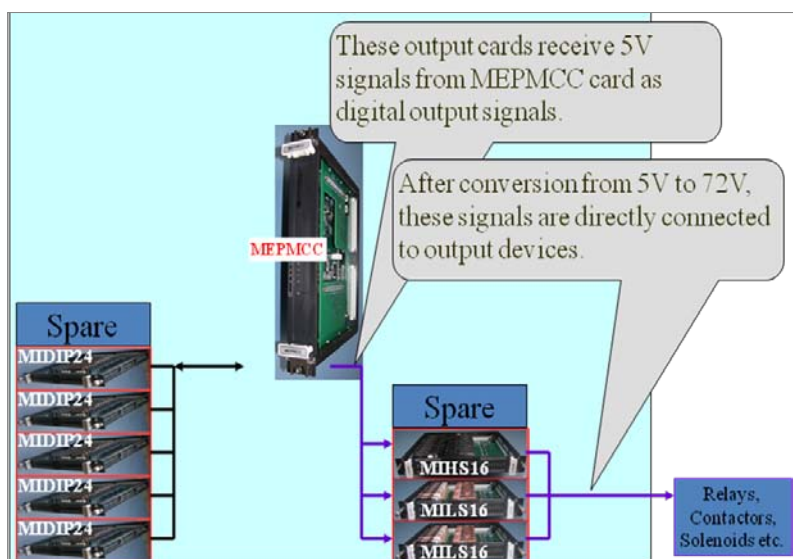 These output cards receive 5V
signals from MEPMCC card as
digital output signals.
After conversion from 5V to 72V,
these signals are directly connected
to output devices.
MEPMCC
Spare
MIDIP24
MIDIP24
MIDIP24
MIDIP24
MIDIP24
Spare
MIHS16
MILS16
MILS16
Relays,
Contactors,
Solenoids etc.